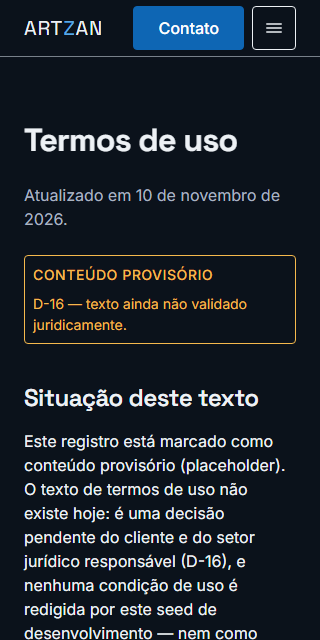 ARTZAN
Contato
Termos de uso
Atualizado em 10 de novembro de
2026.
CONTEÚDO PROVISÓRIO
D-16 — texto ainda não validado
juridicamente.
Situação deste texto
Este registro está marcado como
conteúdo provisório (placeholder).
O texto de termos de uso não
existe hoje: é uma decisão
pendente do cliente e do setor
jurídico responsável (D-16), e
nenhuma condição de uso é
redigida por este seed de
desenvolvimento — nem como